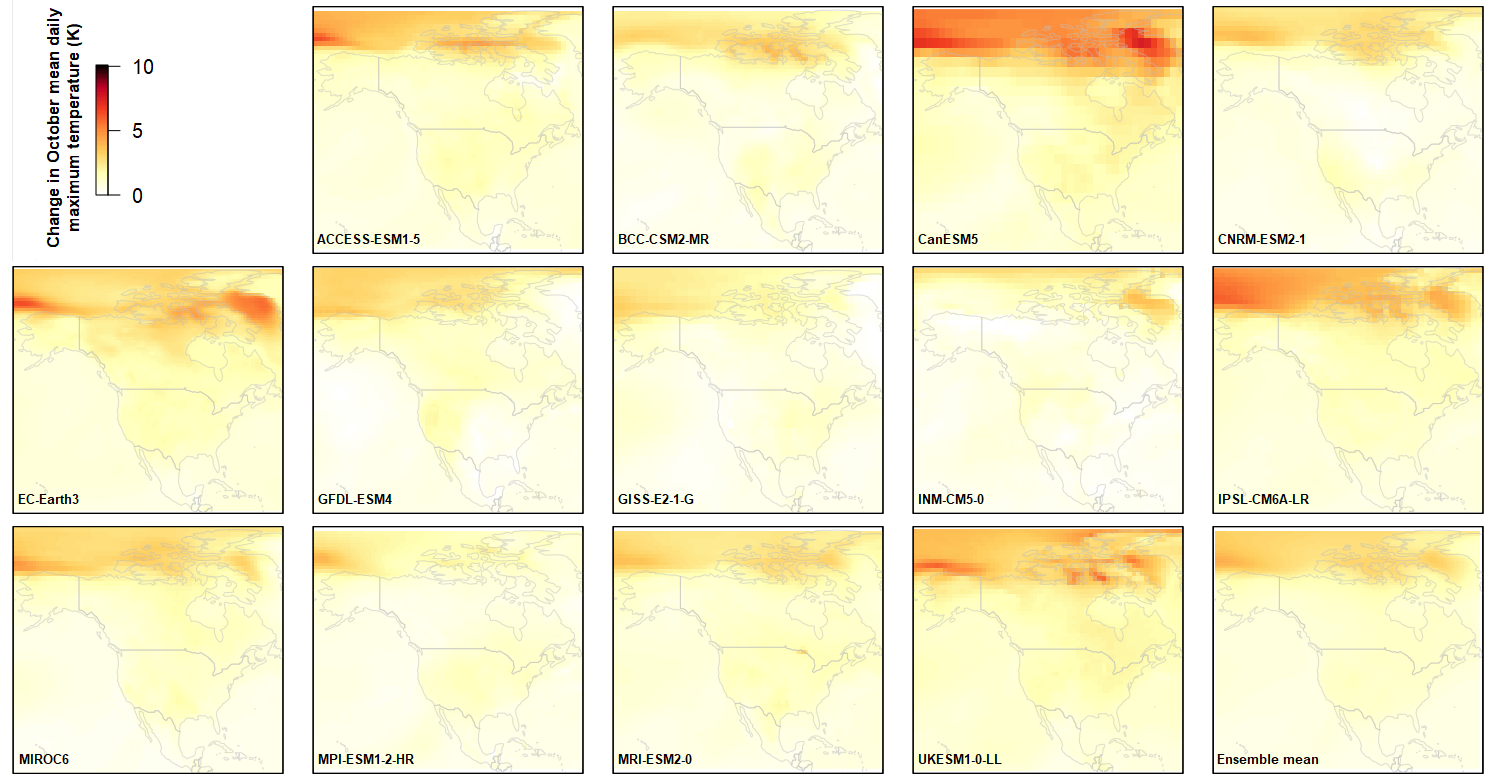 Change in October mean daily
maximum temperature (K)
10
5
0
ACCESS-ESM1-5
BCC-CSM2-MR
CanESM5
CNRM-ESM2-1
EC-Earth3
GFDL-ESM4
GISS-E2-1-G
INM-CM5-0
IPSL-CM6A-LR
MIROC6
MPI-ESM1-2-HR
MRI-ESM2-0
UKESM1-0-LL
Ensemble mean